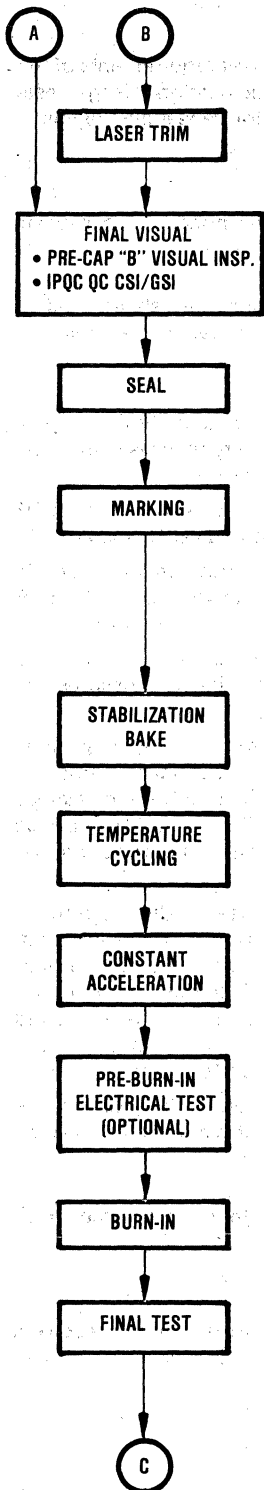 A
B
LASER TRIM
FINAL VISUAL
• PRE-CAP "B" VISUAL INSP.
• IPQC QC CSI/GSI
SEAL
MARKING
STABILIZATION
BAKE
TEMPERATURE
CYCLING
CONSTANT
ACCELERATION
PRE-BURN-IN
ELECTRICAL TEST
(OPTIONAL)
BURN-IN
FINAL TEST
C